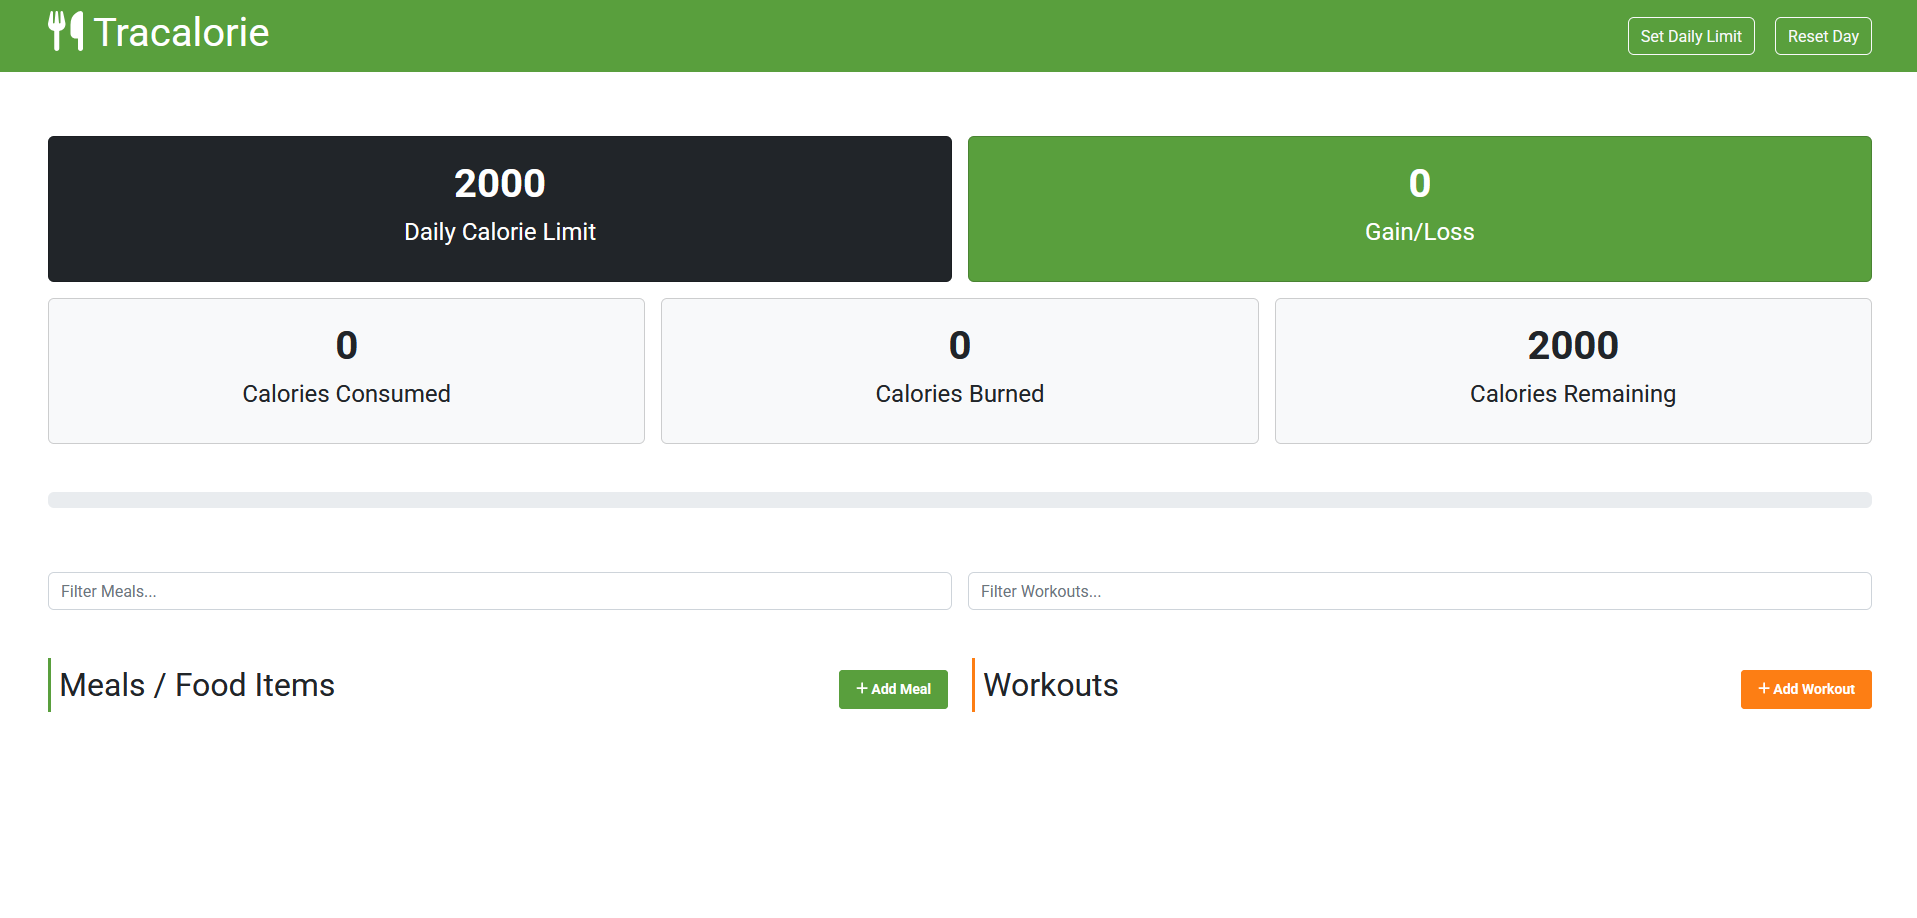 Tracalorie
Set Daily Limit
Reset Day
2000
Daily Calorie Limit
0
Gain/Loss
0
Calories Consumed
0
Calories Burned
2000
Calories Remaining
Filter Meals...
Filter Workouts...
Meals / Food Items
+ Add Meal
Workouts
+ Add Workout